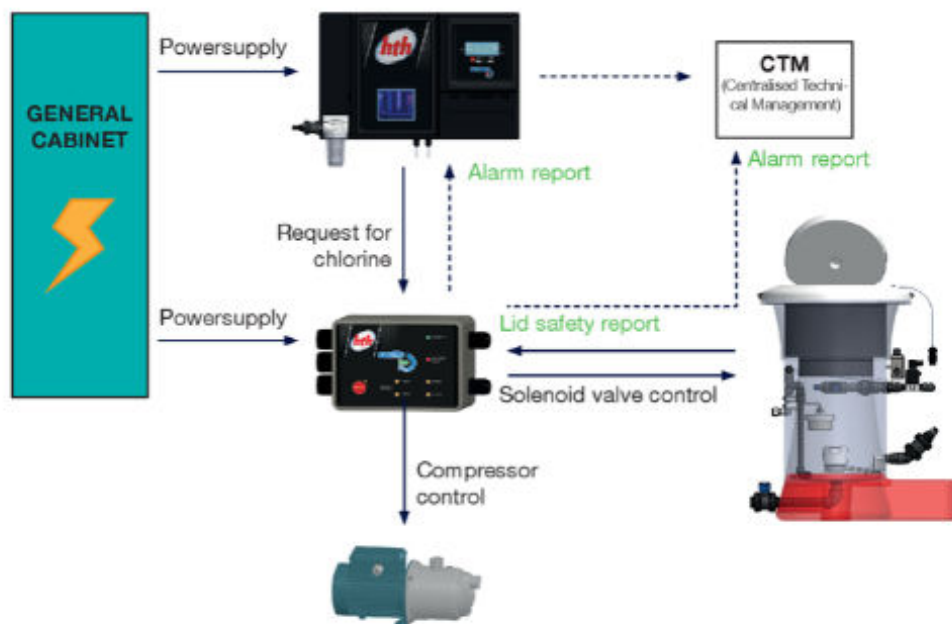 GENERAL
CABINET
Powersupply
hth
CTM
(Centralised Techni-
cal Management)
Alarm report
Alarm report
Request for
chlorine
Powersupply
hth
Lid safety report
Solenoid valve control
Compressor
control